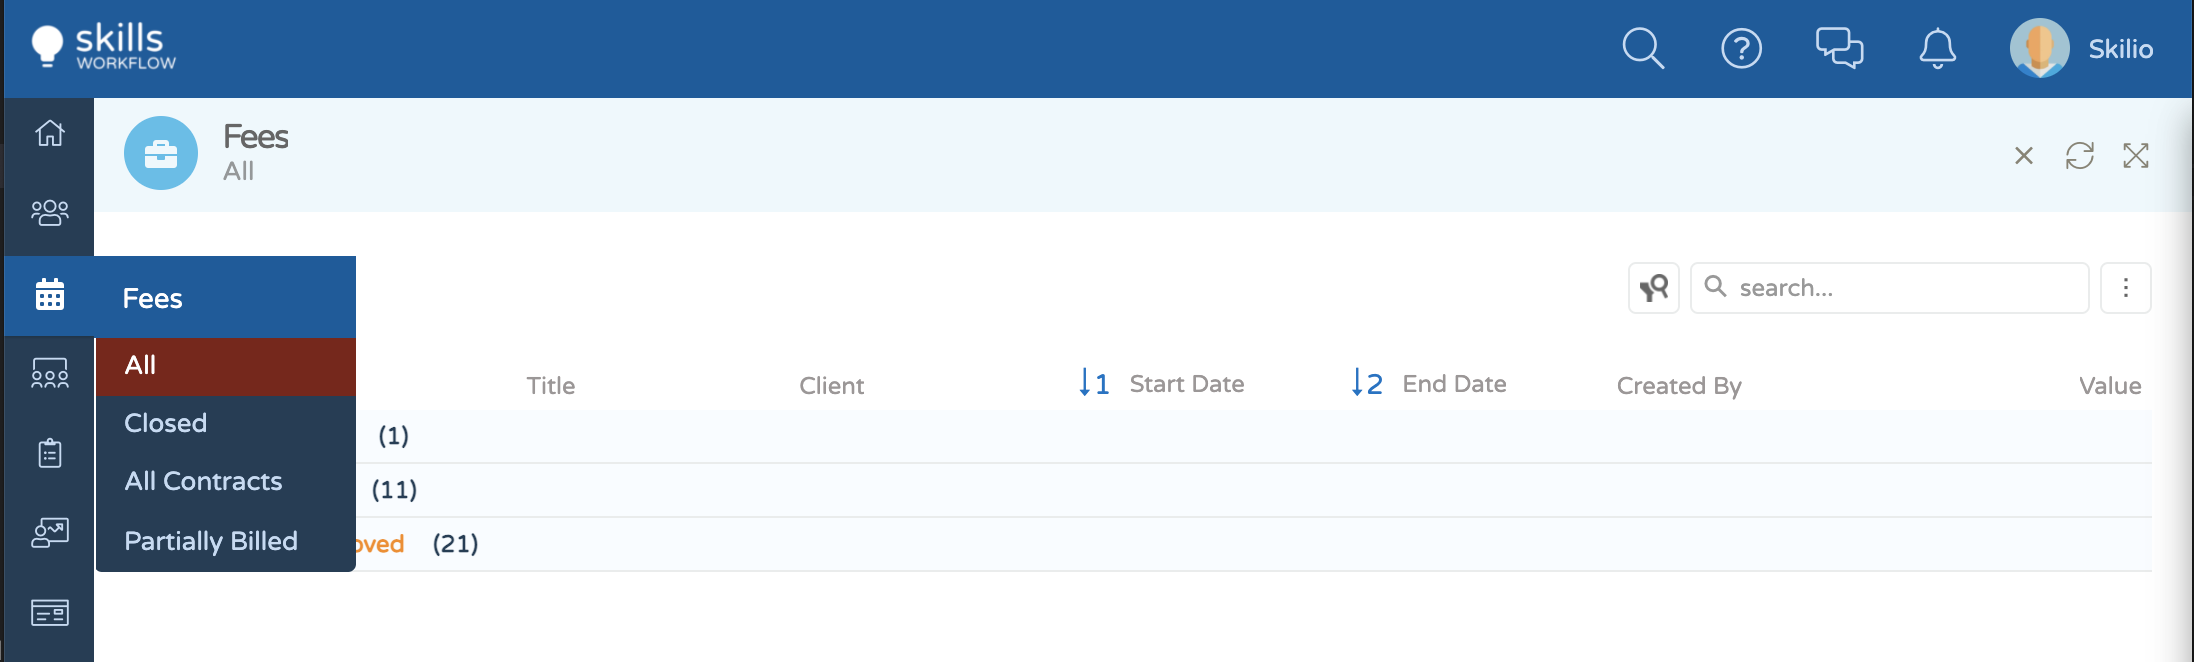 skills
WORKFLOW
Skilio
Fees
All
Fees
search...
All
Title Client 1 Start Date 2 End Date Created By Value
Closed (1)
All Contracts (11)
Partially Billed oved (21)